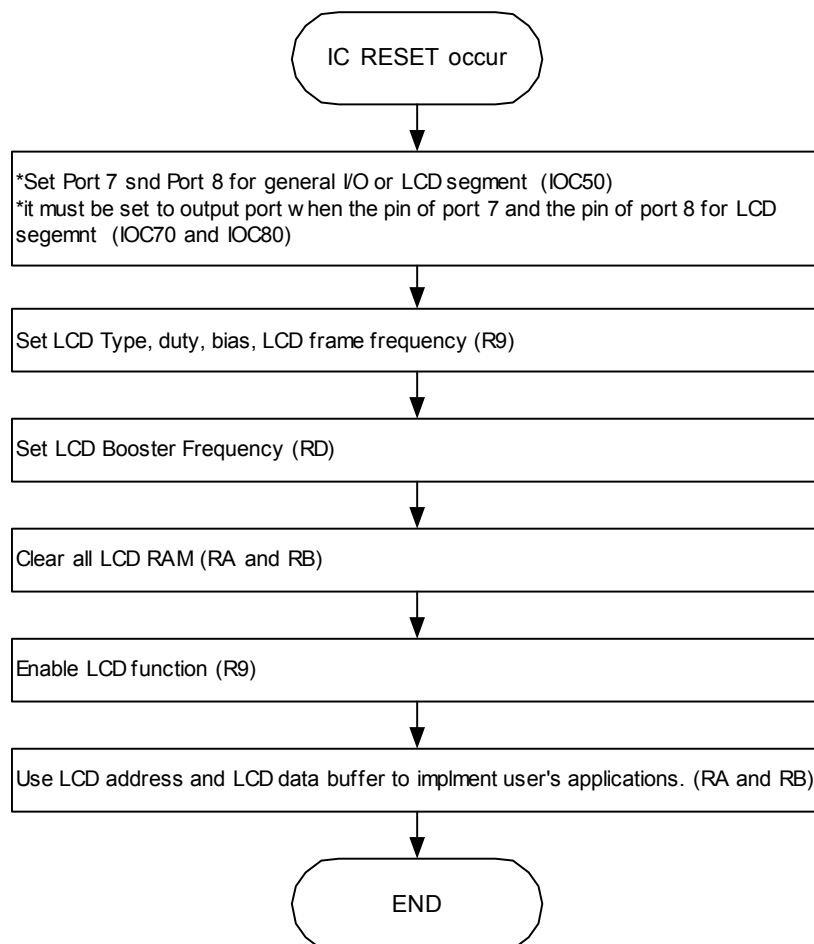 IC RESET occur
*Set Port 7 snd Port 8 for general I/O or LCD segment (IOC50)
*it must be set to output port when the pin of port 7 and the pin of port 8 for LCD
segemnt (IOC70 and IOC80)
Set LCD Type, duty, bias, LCD frame frequency (R9)
Set LCD Booster Frequency (RD)
Clear all LCD RAM (RA and RB)
Enable LCD function (R9)
Use LCD address and LCD data buffer to implment user's applications. (RA and RB)
END